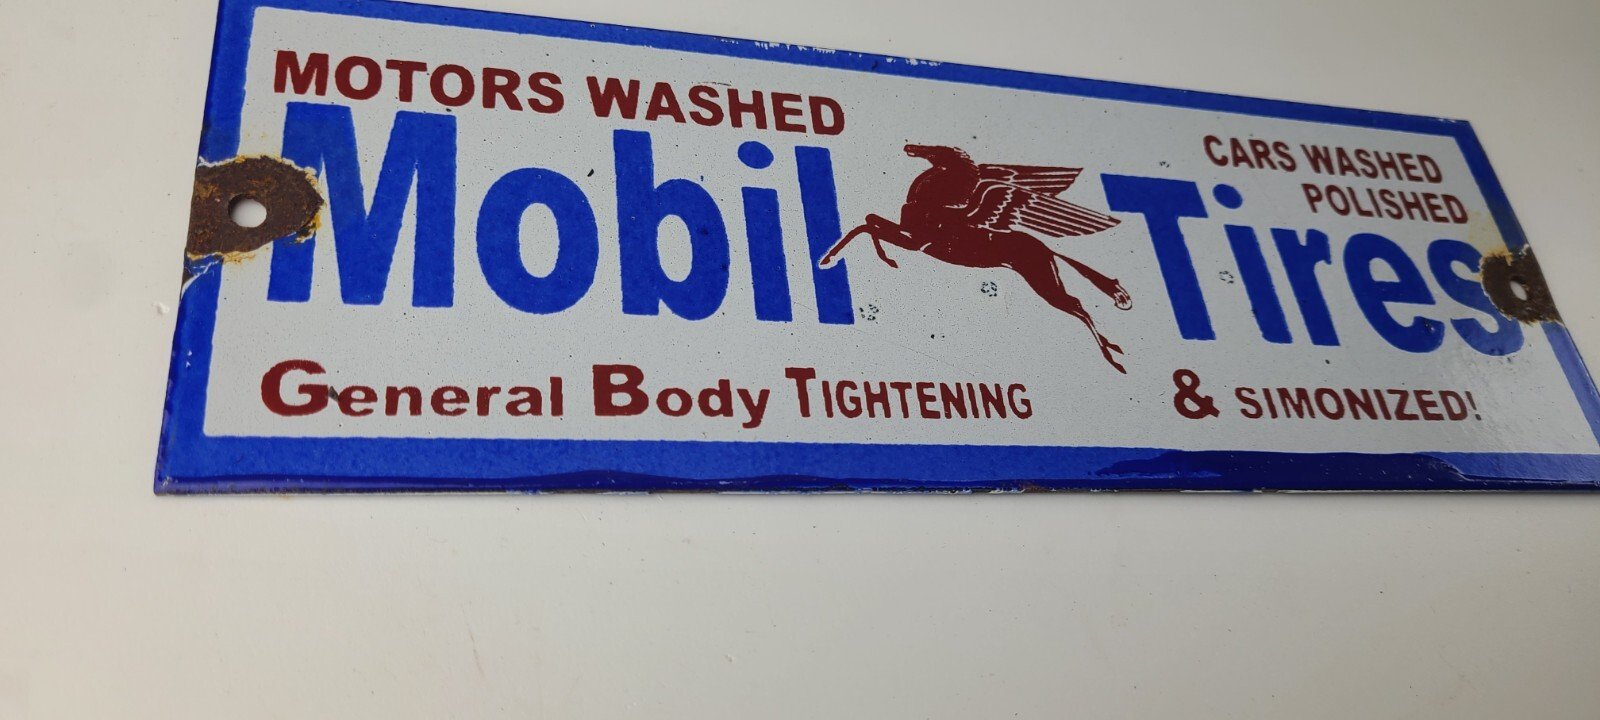 MOTORS WASHED
Mobil Tires
CARS WASHED
POLISHED
General Body TIGHTENING
& SIMONIZED!